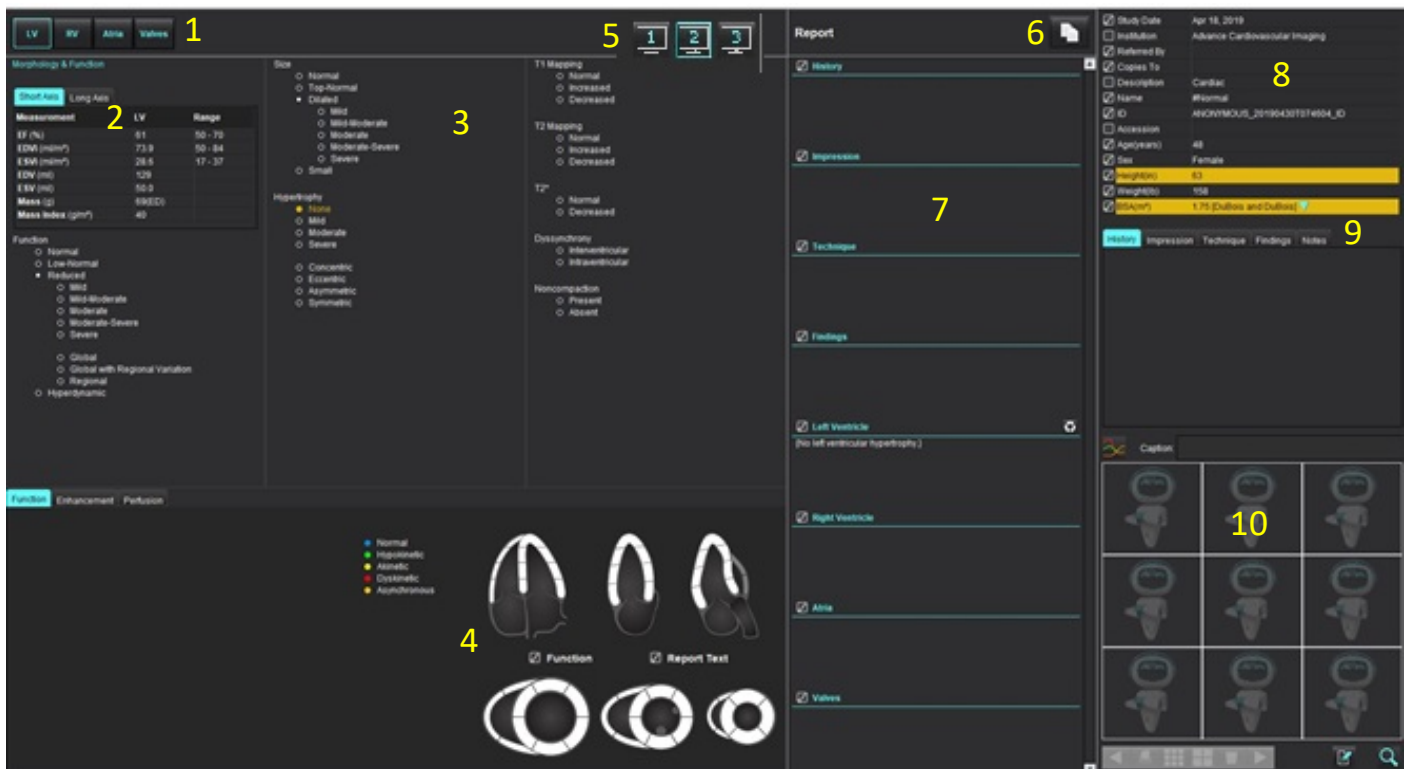 LV RV Atria Valves 1
5 1 2 3
Morphology & Function
Short Axis Long Axis
2
Measurement LV Range
EF (%) 61 50 - 70
EDVI (ml/m²) 73.9 50 - 84
ESVI (ml/m²) 28.6 17 - 37
EDV (ml) 129
ESV (ml) 50.0
Mass (g) 69(ED)
Mass Index (g/m²) 40
Function
Normal
Low-Normal
Reduced
Mild
Mild-Moderate
Moderate
Moderate-Severe
Severe
Global
Global with Regional Variation
Regional
Hyperdynamic
Size
Normal
Top-Normal
Dilated
Mild
Mild-Moderate
Moderate
Moderate-Severe
Severe
Small
3
Hypertrophy
None
Mild
Moderate
Severe
Concentric
Eccentric
Asymmetric
Symmetric
T1 Mapping
Normal
Increased
Decreased
T2 Mapping
Normal
Increased
Decreased
T2*
Normal
Decreased
Dyssynchrony
Interventricular
Intraventricular
Noncompaction
Present
Absent
Function Enhancement Perfusion
Normal
Hypokinetic
Akinetic
Dyskinetic
Asynchronous
4
Function Report Text
Report 6
History
Impression
7
Technique
Findings
Left Ventricle
(No left ventricular hypertrophy.)
Right Ventricle
Atria
Valves
Study Date Apr 18, 2019
Institution Advance Cardiovascular Imaging
Referred By
Copies To
8
Description Cardiac
Name #Normal
ID ANONYMOUS_20190430T074604_ID
Accession
Age(years) 48
Sex Female
Height(in) 63
Weight(lb) 158
BSA(m²) 1.75 [DuBois and DuBois]
History Impression Technique Findings Notes 9
Caption
10